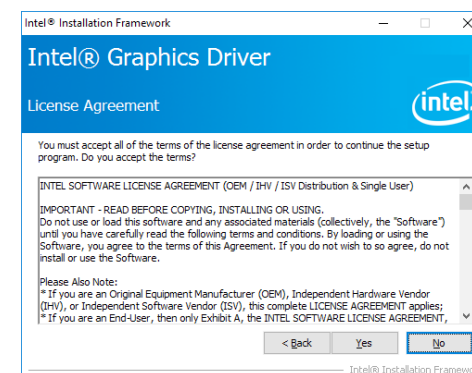 Intel® Installation Framework
Intel® Graphics Driver
License Agreement
intel
You must accept all of the terms of the license agreement in order to continue the setup
program. Do you accept the terms?
INTEL SOFTWARE LICENSE AGREEMENT (OEM / IHV / ISV Distribution & Single User)
IMPORTANT - READ BEFORE COPYING, INSTALLING OR USING.
Do not use or load this software and any associated materials (collectively, the "Software")
until you have carefully read the following terms and conditions. By loading or using the
Software, you agree to the terms of this Agreement. If you do not wish to so agree, do not
install or use the Software.
Please Also Note:
* If you are an Original Equipment Manufacturer (OEM), Independent Hardware Vendor
(IHV), or Independent Software Vendor (ISV), this complete LICENSE AGREEMENT applies;
* If you are an End-User, then only Exhibit A, the INTEL SOFTWARE LICENSE AGREEMENT,
< Back Yes No
Intel® Installation Framew